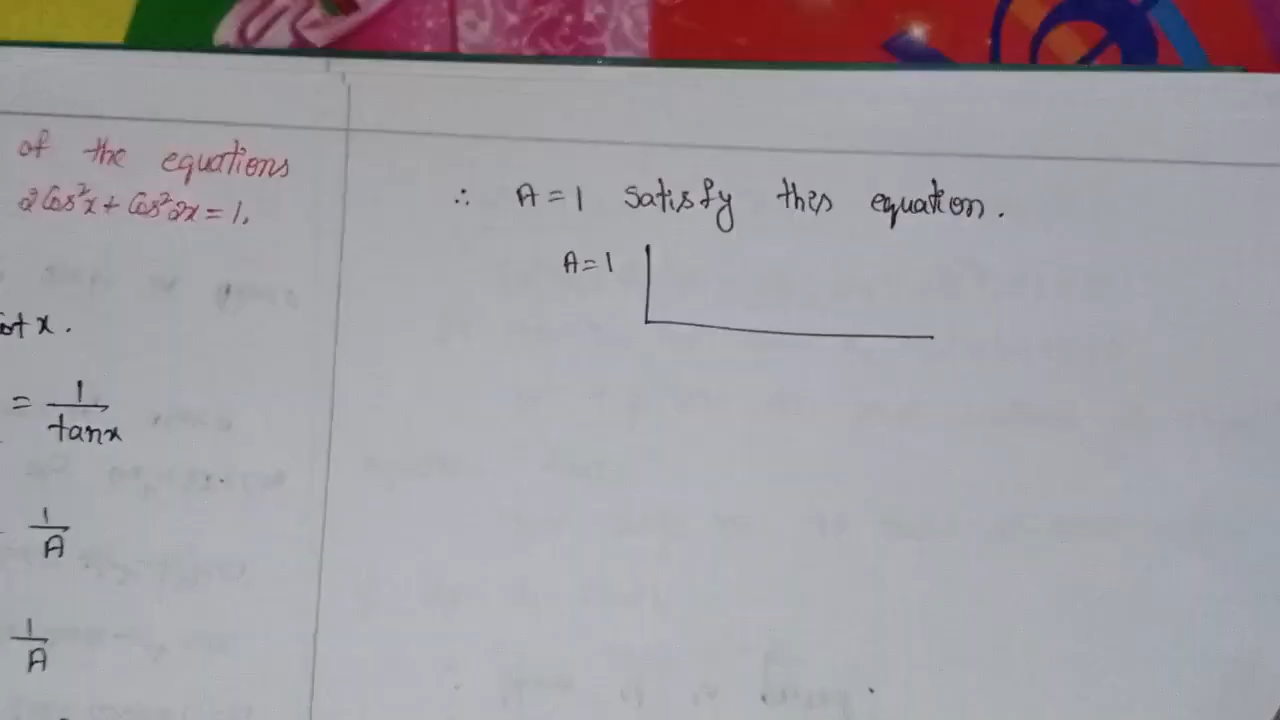 of the equations
2Cos²x + Cos²2x = 1.
ot x.
= 1/tanx
1/A
1/A
∴ A = 1 Satisfy this equation.
A = 1